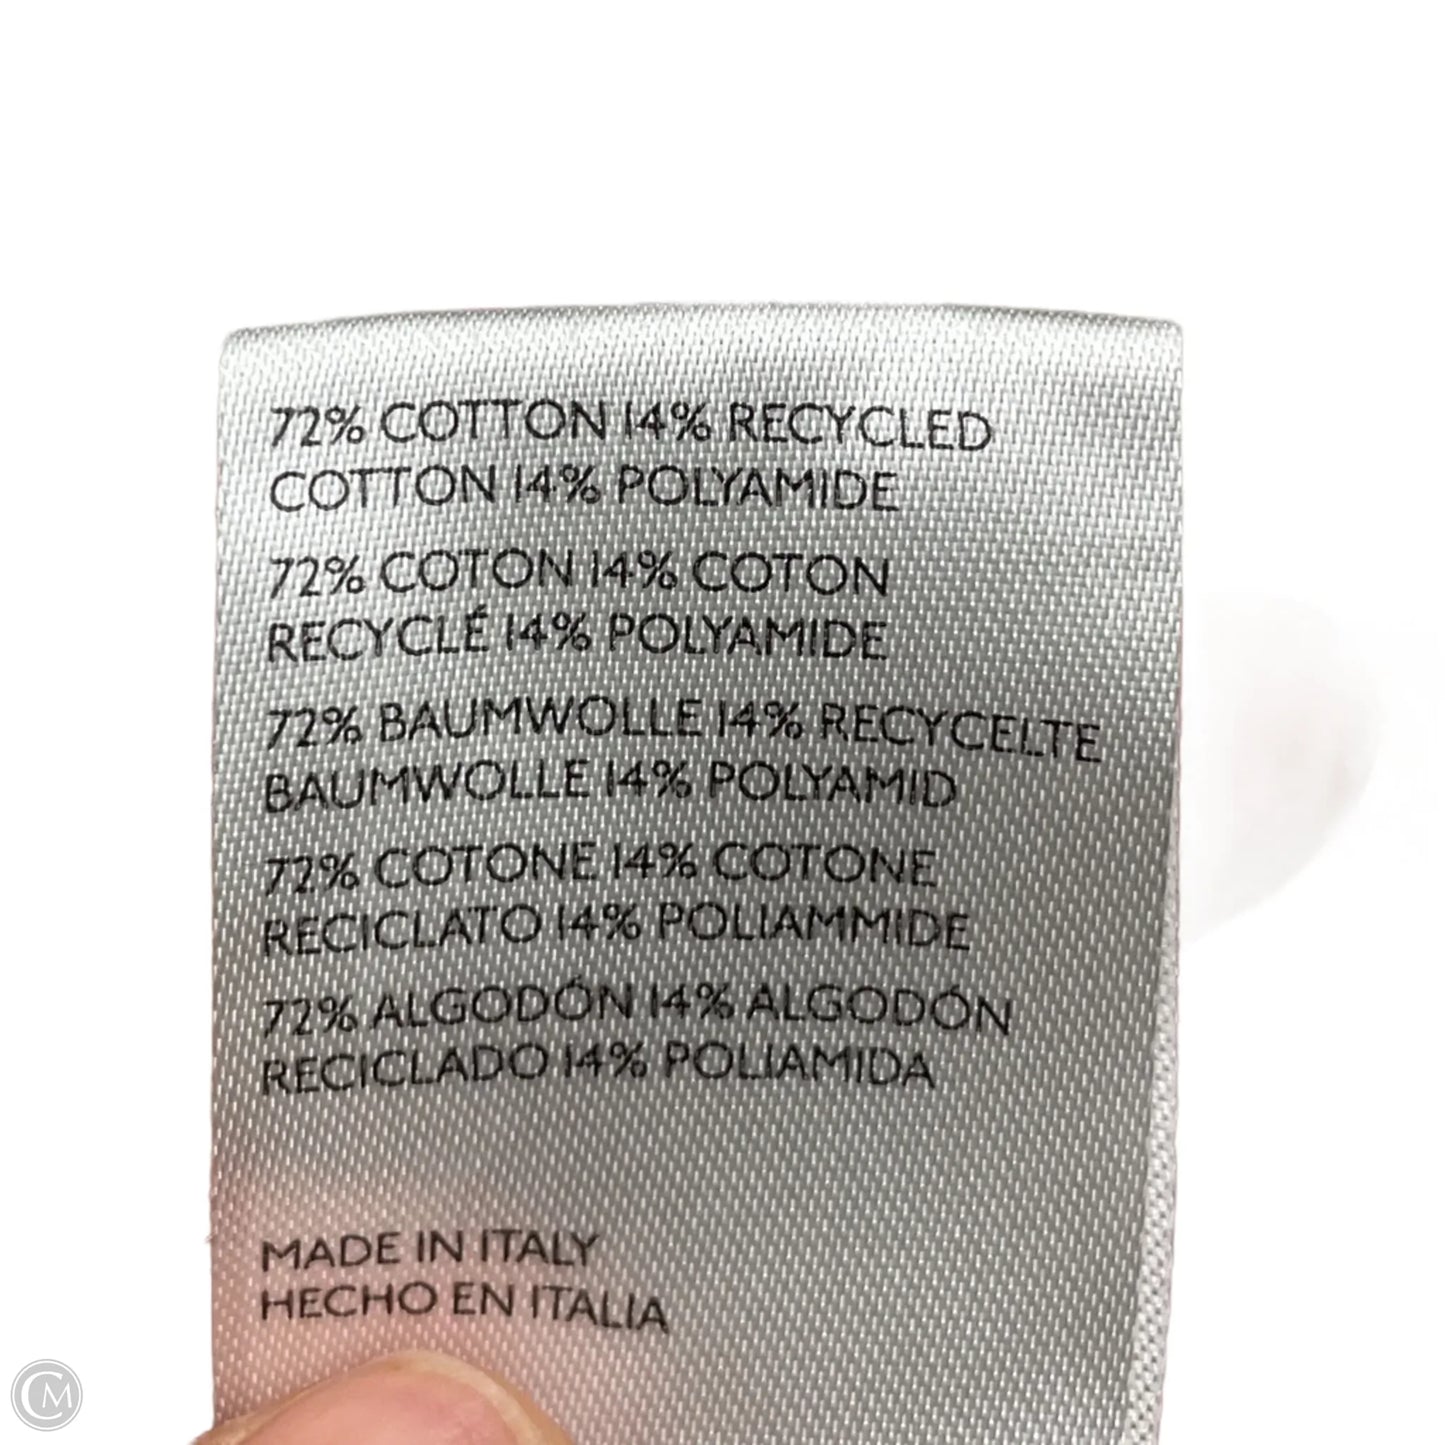 72% COTTON 14% RECYCLED
COTTON 14% POLYAMIDE
72% COTON 14% COTON
RECYCLÉ 14% POLYAMIDE
72% BAUMWOLLE 14% RECYCELTE
BAUMWOLLE 14% POLYAMID
72% COTONE 14% COTONE
RECICLATO 14% POLIAMMIDE
72% ALGODÓN 14% ALGODÓN
RECICLADO 14% POLIAMIDA
MADE IN ITALY
HECHO EN ITALIA
CM